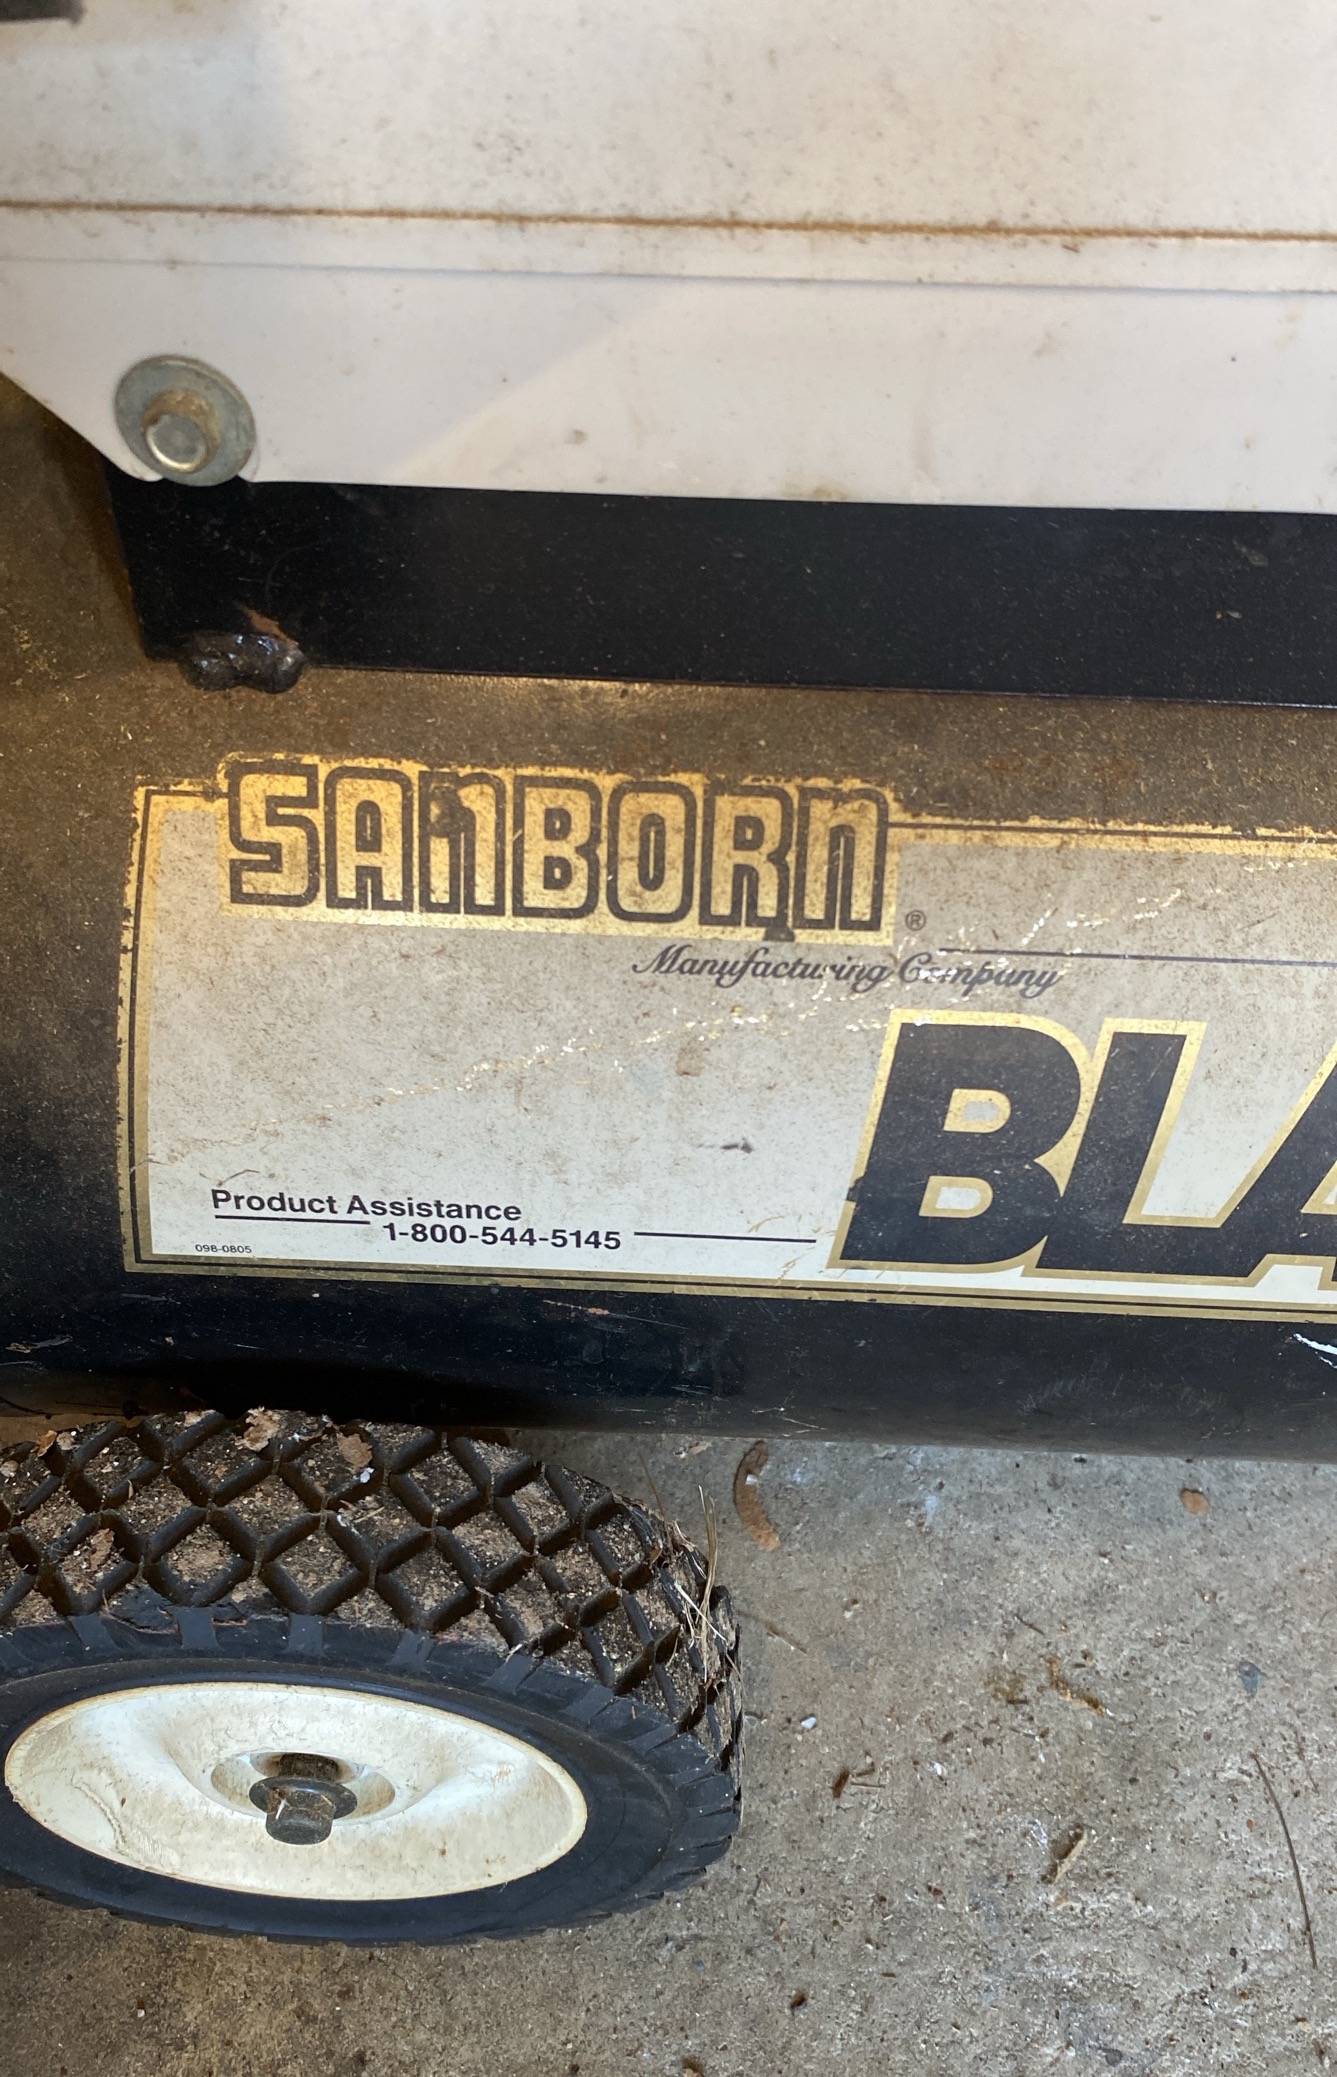 SANBORN®
Manufacturing Company
BLA
Product Assistance
1-800-544-5145
098-0805